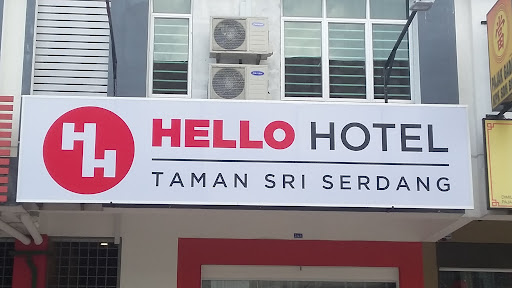 HH
HELLO HOTEL
TAMAN SRI SERDANG